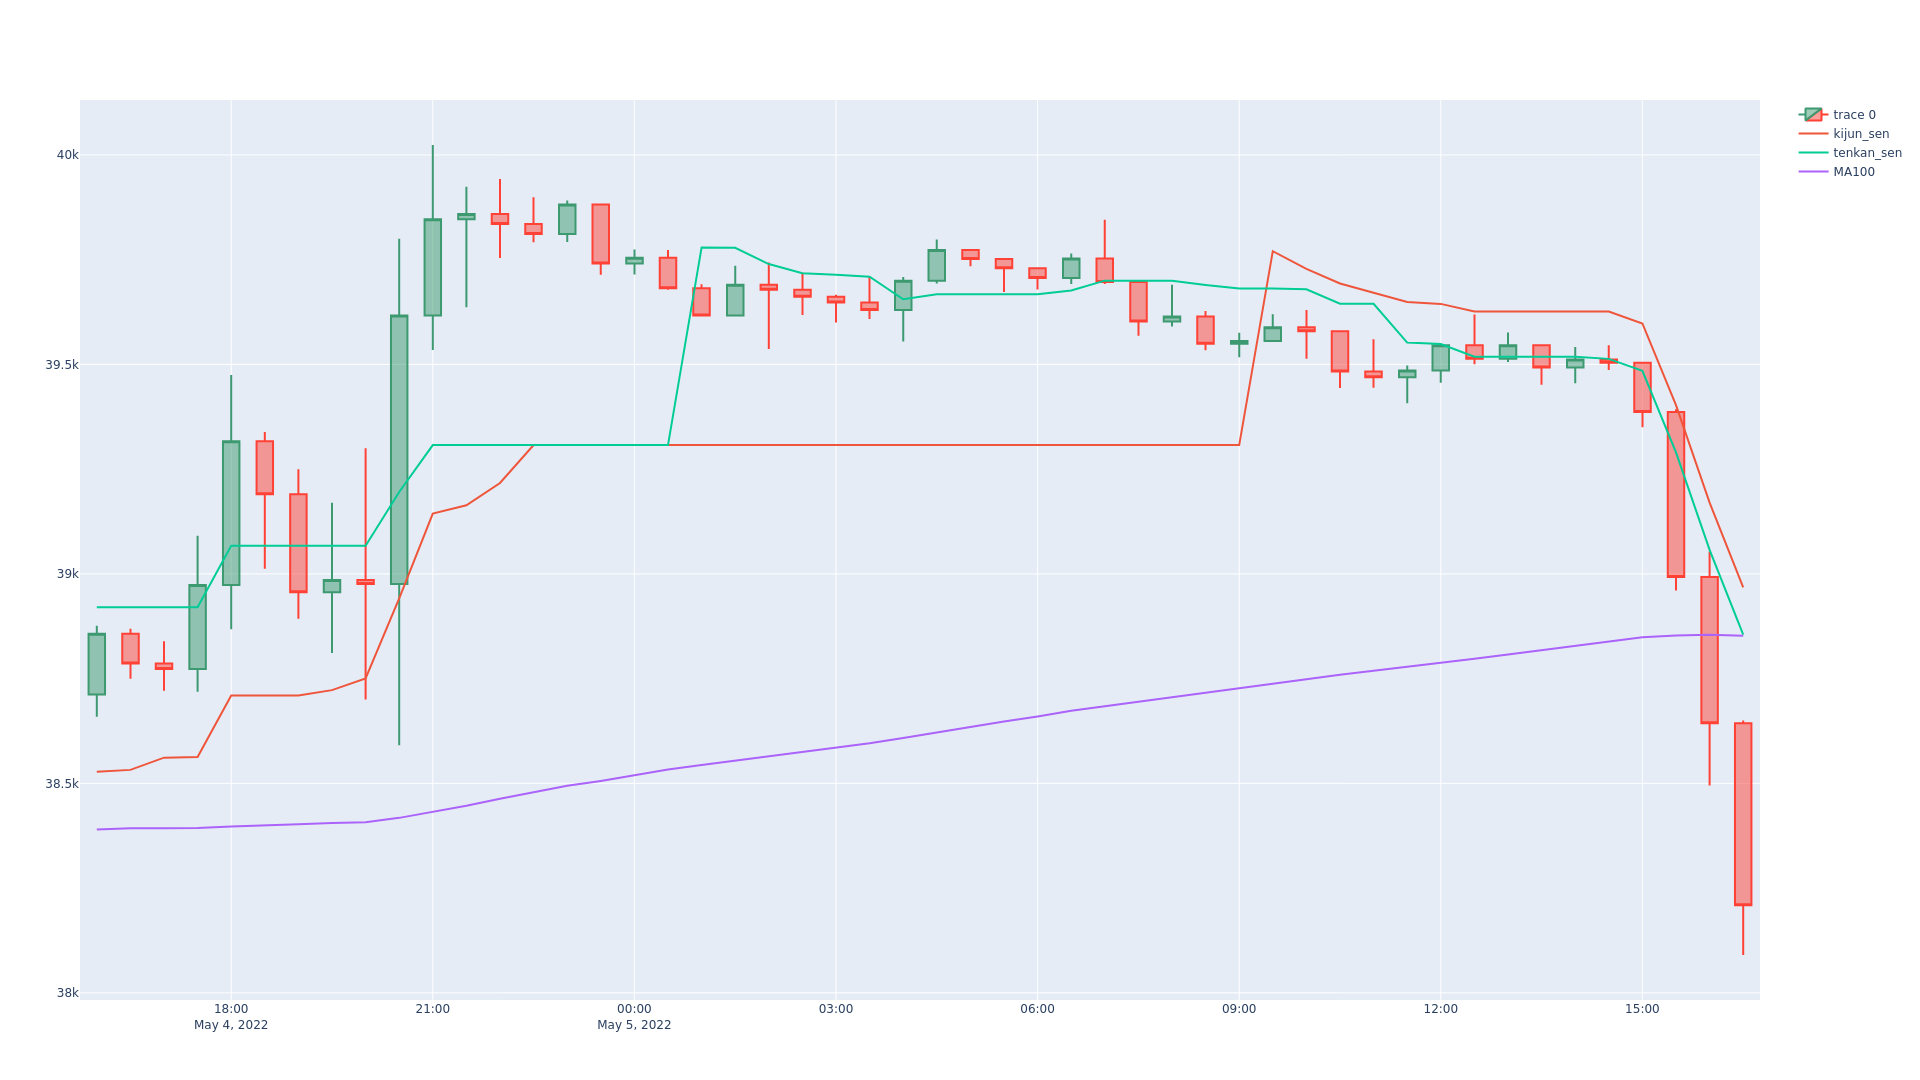 trace 0
kijun_sen
tenkan_sen
MA100
40k
39.5k
39k
38.5k
38k
18:00
May 4, 2022
21:00
00:00
May 5, 2022
03:00
06:00
09:00
12:00
15:00